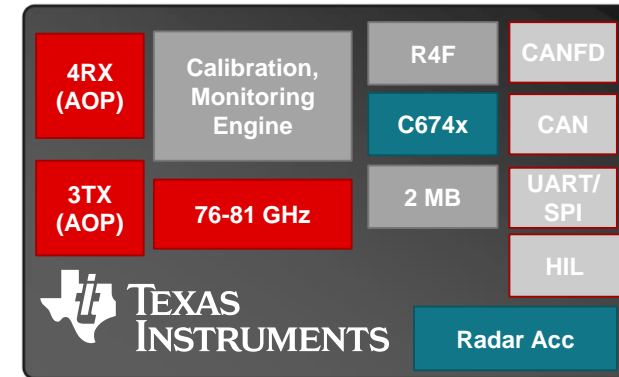 4RX
(AOP)
Calibration,
Monitoring
Engine
R4F
CANFD
C674x
CAN
3TX
(AOP)
76-81 GHz
2 MB
UART/
SPI
HIL
TEXAS
INSTRUMENTS
Radar Acc